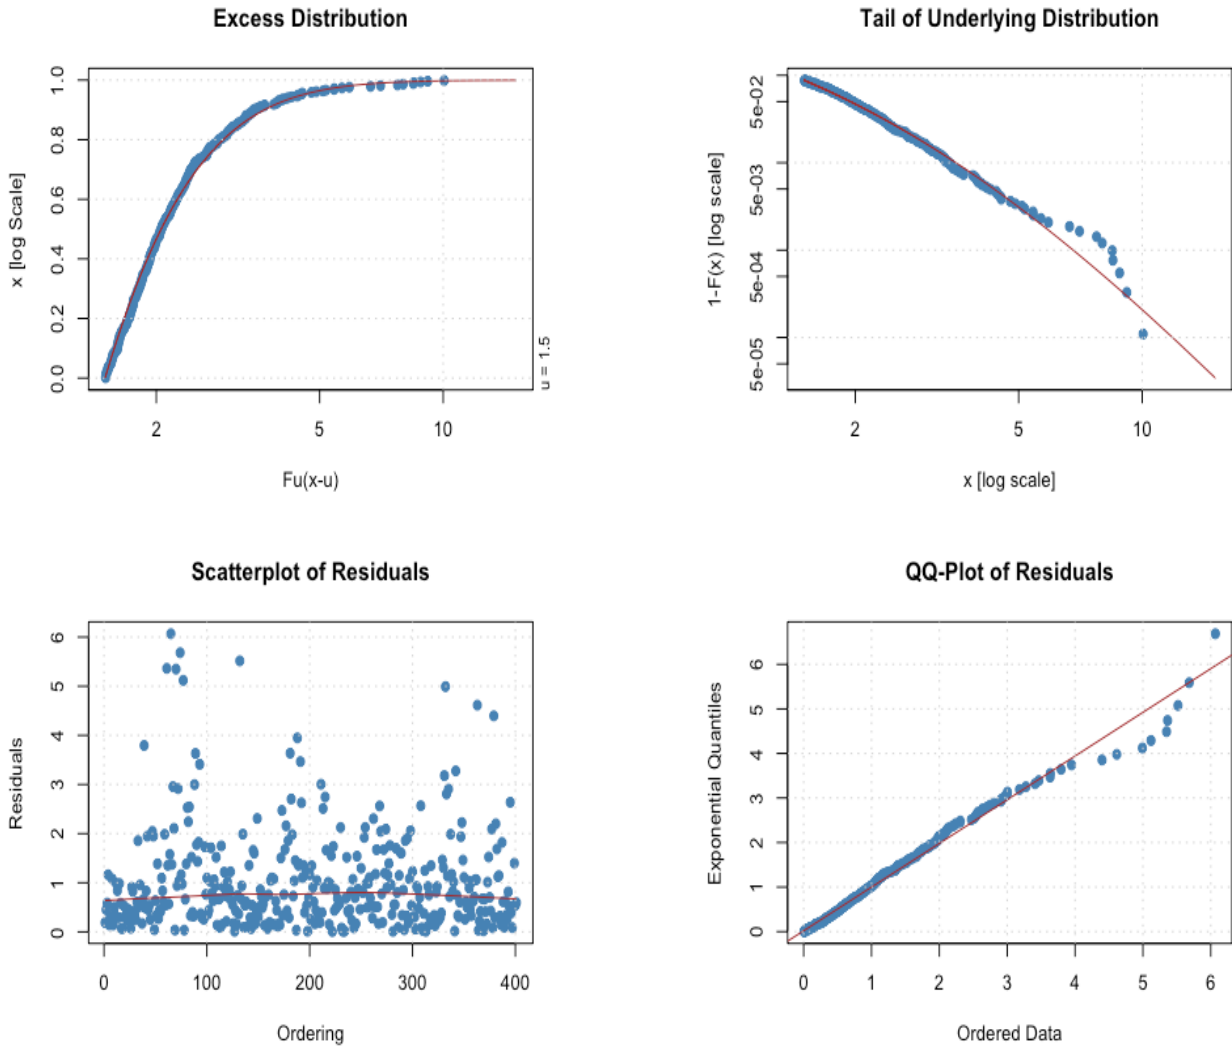 Excess Distribution
x [log Scale]
0.0 0.2 0.4 0.6 0.8 1.0
2 5 10
Fu(x-u)
u = 1.5
Tail of Underlying Distribution
1-F(x) [log scale]
5e-05 5e-04 5e-03 5e-02
2 5 10
x [log scale]
Scatterplot of Residuals
Residuals
0 1 2 3 4 5 6
0 100 200 300 400
Ordering
QQ-Plot of Residuals
Exponential Quantiles
0 1 2 3 4 5 6
0 1 2 3 4 5 6
Ordered Data